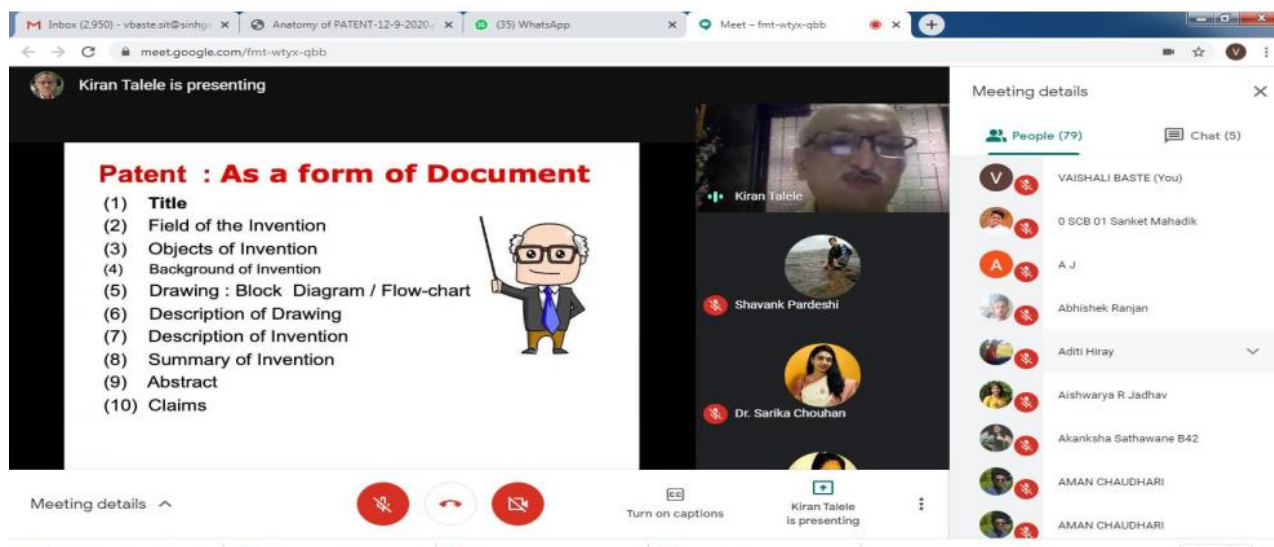 Inbox (2,950) - vbaste.sit@sinhg
Anatomy of PATENT-12-9-2020.
(35) WhatsApp
Meet – fmt-wtyx-qbb
meet.google.com/fmt-wtyx-qbb
V
Kiran Talele is presenting
Patent : As a form of Document
(1) Title
(2) Field of the Invention
(3) Objects of Invention
(4) Background of Invention
(5) Drawing : Block Diagram / Flow-chart
(6) Description of Drawing
(7) Description of Invention
(8) Summary of Invention
(9) Abstract
(10) Claims
Kiran Talele
Shavank Pardeshi
Dr. Sarika Chouhan
Meeting details
People (79)
Chat (5)
V
VAISHALI BASTE (You)
0 SCB 01 Sanket Mahadik
A
A J
Abhishek Ranjan
Aditi Hiray
Aishwarya R Jadhav
Akanksha Sathawane B42
AMAN CHAUDHARI
AMAN CHAUDHARI
Meeting details
CC
Turn on captions
Kiran Talele
is presenting